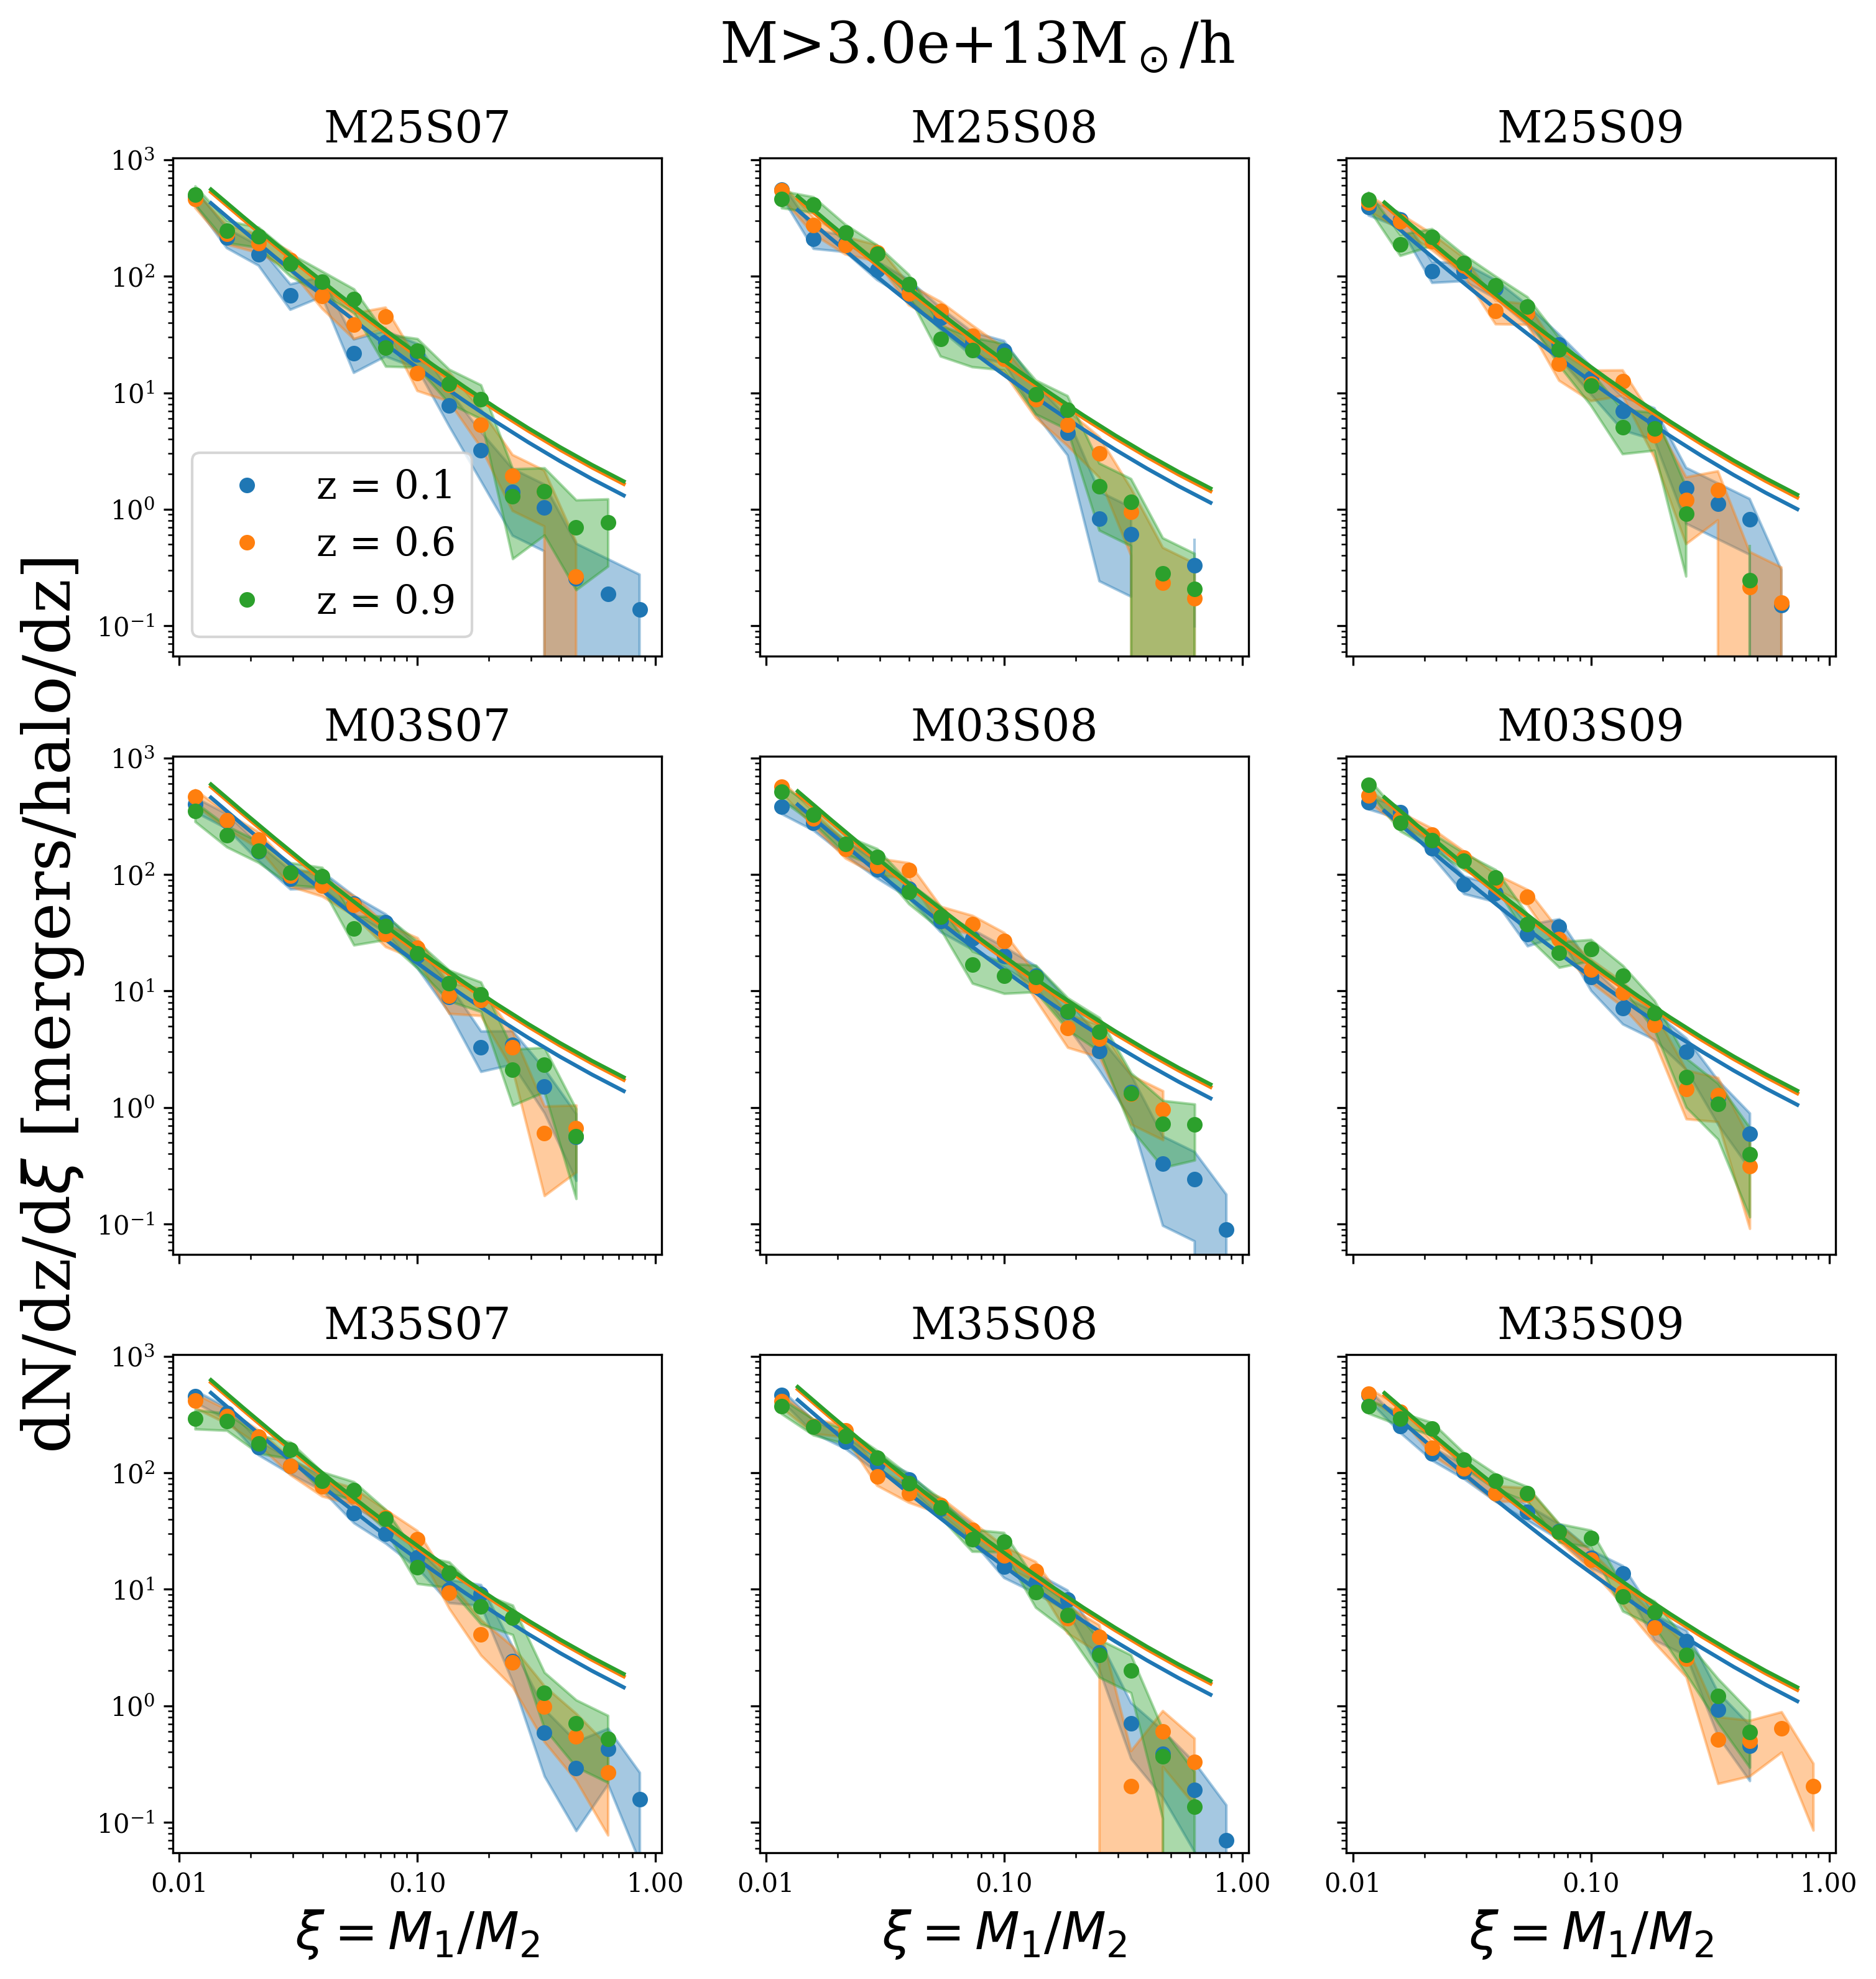 M>3.0e+13M⊙/h
M25S07
M25S08
M25S09
10³
10²
10¹
10⁰
10⁻¹
z = 0.1
z = 0.6
z = 0.9
dN/dz/dξ [mergers/halo/dz]
M03S07
M03S08
M03S09
10³
10²
10¹
10⁰
10⁻¹
M35S07
M35S08
M35S09
10³
10²
10¹
10⁰
10⁻¹
0.01 0.10 1.00
0.01 0.10 1.00
0.01 0.10 1.00
ξ = M₁/M₂
ξ = M₁/M₂
ξ = M₁/M₂